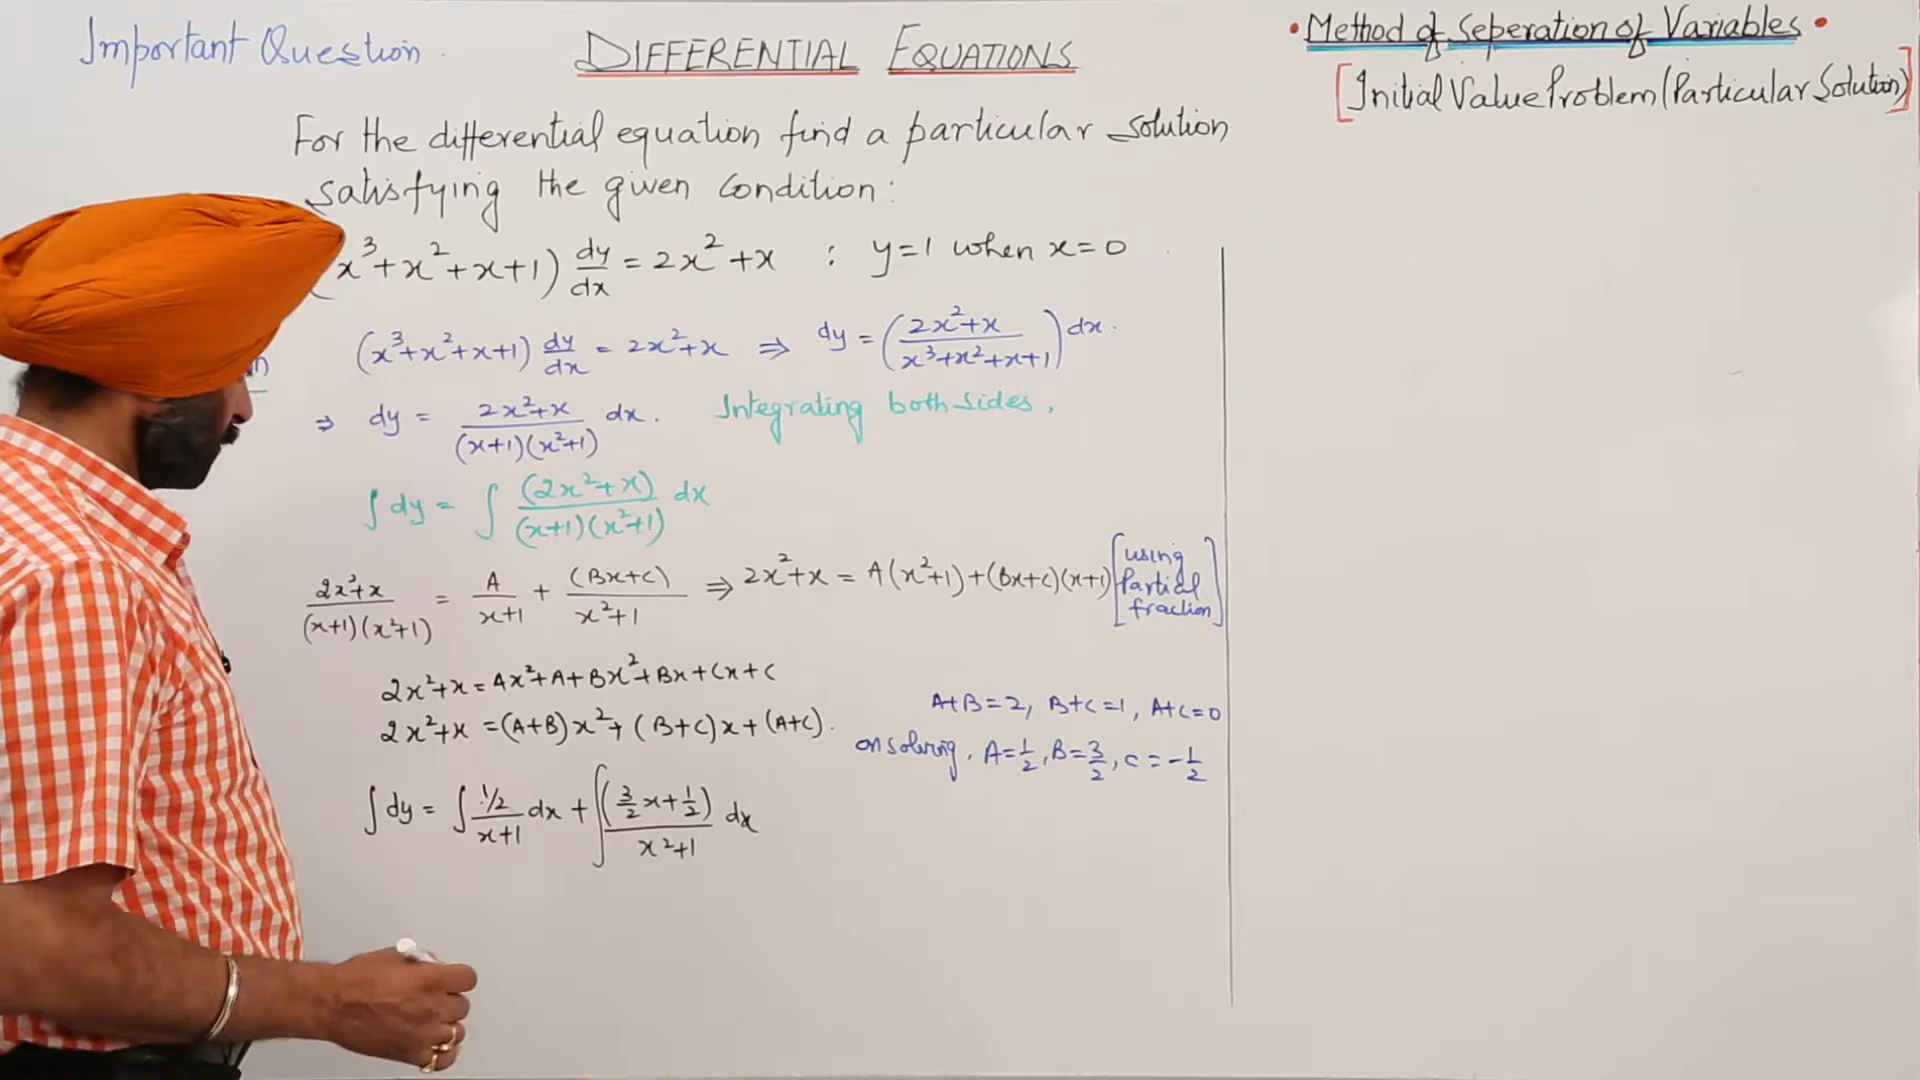 Important Question.
DIFFERENTIAL EQUATIONS
• Method of Seperation of Variables •
[Initial Value Problem (Particular Solution)]
For the differential equation find a particular solution
satisfying the given condition:
(x³+x²+x+1) dy/dx = 2x²+x : y=1 when x=0
(x³+x²+x+1) dy/dx = 2x²+x ⇒ dy = ((2x²+x)/(x³+x²+x+1)) dx.
⇒ dy = (2x²+x)/((x+1)(x²+1)) dx. Integrating both sides,
∫dy = ∫ (2x²+x)/((x+1)(x²+1)) dx
(2x²+x)/((x+1)(x²+1)) = A/(x+1) + (Bx+C)/(x²+1) ⇒ 2x²+x = A(x²+1)+(Bx+C)(x+1) [using Partial fraction]
2x²+x = Ax²+A+Bx²+Bx+Cx+C
2x²+x = (A+B)x²+(B+C)x+(A+C).
A+B=2, B+C=1, A+C=0
on solving, A=1/2, B=3/2, C=-1/2
∫dy = ∫ (1/2)/(x+1) dx + ∫ (3/2 x+1/2)/(x²+1) dx